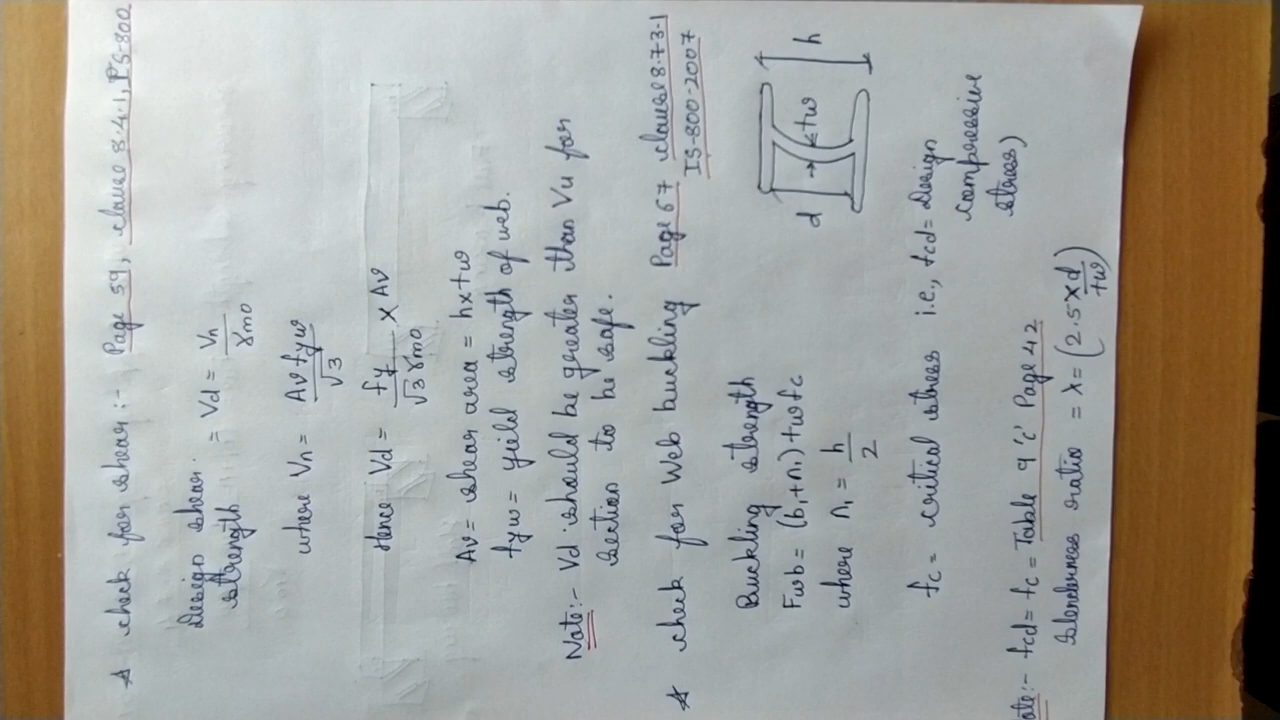 ☆ check for shear :- Page 59, clause 8.4.1, IS-800
Design shear strength = Vd = Vn / γmo
where Vn = Av fyw / √3
Hence Vd = fy / √3 γmo × Av
Av = shear area = h×tw
fyw = yield strength of web.
Note:- Vd should be greater than Vu for
section to be safe.
☆ check for Web buckling Page 67 clause 8.7.3.1
IS-800-2007
Buckling strength
Fwb = (b1+n1) tw fc
where n1 = h / 2
d tw h
fc = critical stress i.e., fcd = Design
compressive
stress)
ote:- fcd = fc = Table 9 'c' Page 42
slenderness ratio = λ = (2.5 × d / tw)